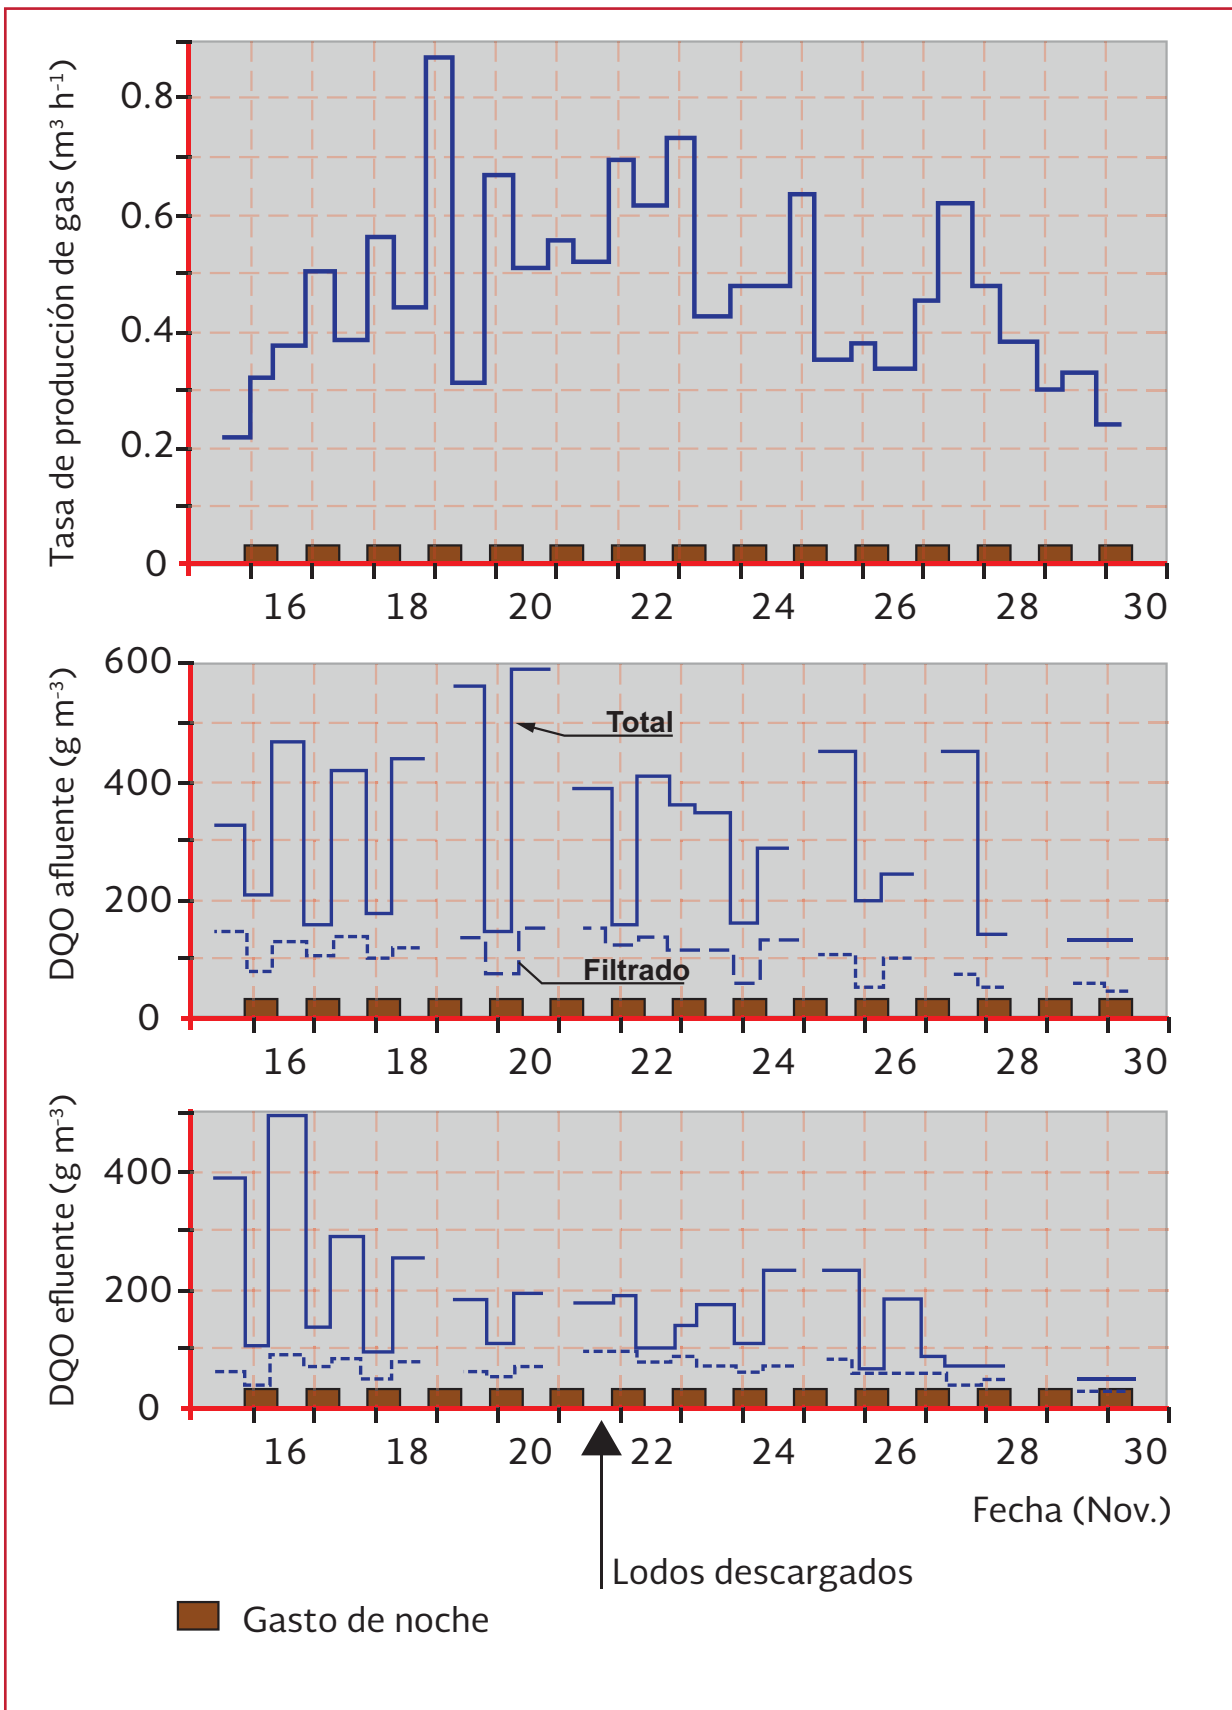 Tasa de producción de gas (m³ h⁻¹)
0.8
0.6
0.4
0.2
0
16 18 20 22 24 26 28 30
DQO afluente (g m⁻³)
600
400
200
0
Total
Filtrado
16 18 20 22 24 26 28 30
DQO efluente (g m⁻³)
400
200
0
16 18 20 22 24 26 28 30
Fecha (Nov.)
Lodos descargados
Gasto de noche